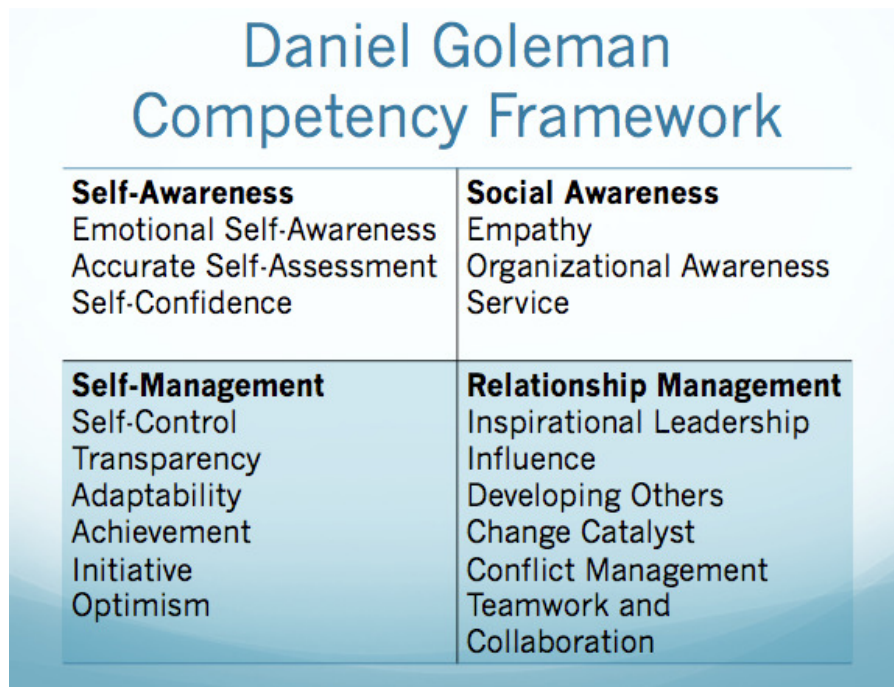 Daniel Goleman
Competency Framework
Self-Awareness
Emotional Self-Awareness
Accurate Self-Assessment
Self-Confidence
Social Awareness
Empathy
Organizational Awareness
Service
Self-Management
Self-Control
Transparency
Adaptability
Achievement
Initiative
Optimism
Relationship Management
Inspirational Leadership
Influence
Developing Others
Change Catalyst
Conflict Management
Teamwork and
Collaboration